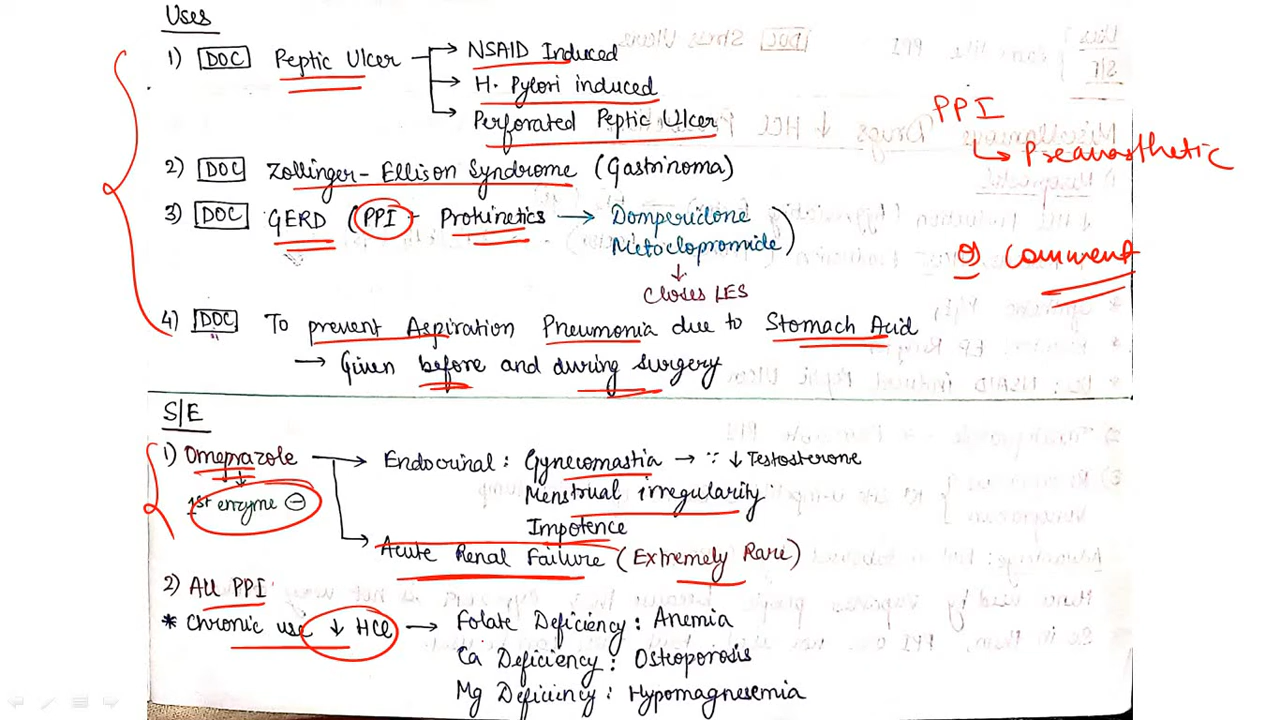 Uses
1) DOC Peptic Ulcer → NSAID Induced
→ H. Pylori induced
→ Perforated Peptic Ulcer
PPI
↳ Preanasthetic
2) DOC Zollinger-Ellison Syndrome (Gastrinoma)
3) DOC GERD (PPI + Prokinetics → Domperidone
Metoclopromide)
↓
Closes LES
Comment
4) DOC To prevent Aspiration Pneumonia due to Stomach Acid
→ Given before and during surgery
S/E
1) Omeprazole → Endocrinal : Gynecomastia → ∵ ↓ Testosterone
↓
1st enzyme ⊖
Menstrual irregularity
Impotence
→ Acute Renal Failure (Extremely Rare)
2) All PPI
* Chronic use ↓ HCl → Folate Deficiency : Anemia
Ca Deficiency : Osteoporosis
Mg Deficiency : Hypomagnesemia